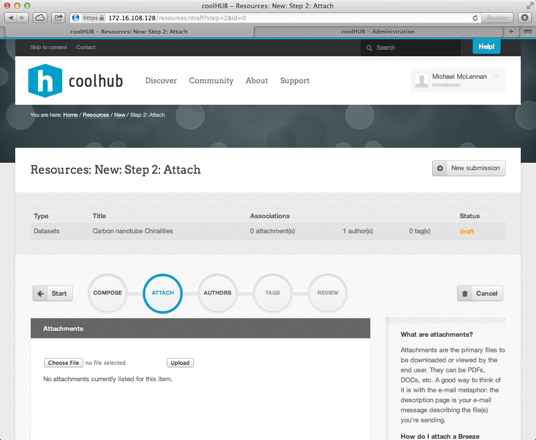 coolHUB – Resources: New: Step 2: Attach
https 172.16.108.128/resources/draft?step=2&id=0
Reader
coolHUB – Resources: New: Step 2: Attach
coolHUB – Administration
Skip to content Contact
Search
Help!
h coolhub
Discover Community About Support
Michael McLennan
mmclennan
You are here: Home / Resources / New / Step 2: Attach
Resources: New: Step 2: Attach
New submission
Type Title Associations Status
Datasets Carbon nanotube Chiralities 0 attachment(s) 1 author(s) 0 tag(s) draft
Start
COMPOSE ATTACH AUTHORS TAGS REVIEW
Cancel
Attachments
Choose File no file selected Upload
No attachments currently listed for this item.
What are attachments?
Attachments are the primary files to
be downloaded or viewed by the
end user. They can be PDFs,
DOCs, etc. A good way to think of
it is with the e-mail metaphor: the
description page is your e-mail
message describing the file(s)
you're sending.
How do I attach a Breeze